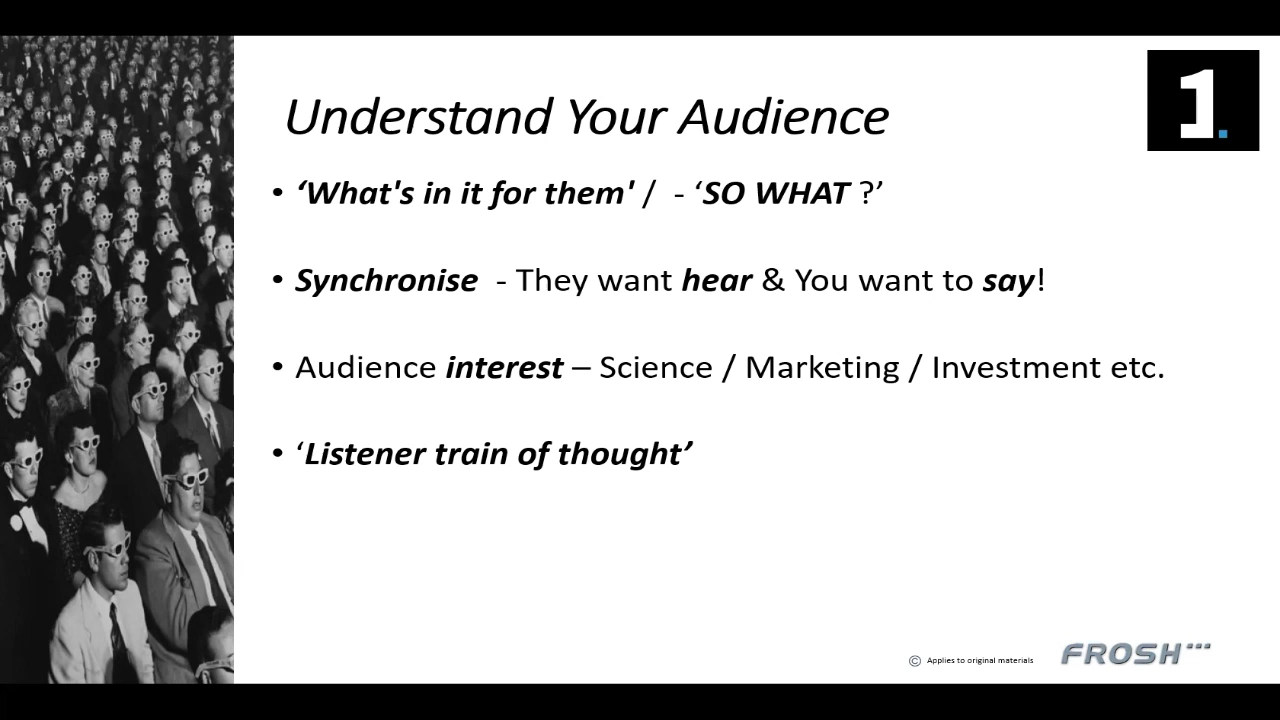 1.
Understand Your Audience
• ‘What's in it for them' /  - ‘SO WHAT ?’
• Synchronise  - They want hear & You want to say!
• Audience interest – Science / Marketing / Investment etc.
• ‘Listener train of thought’
© Applies to original materials
FROSH